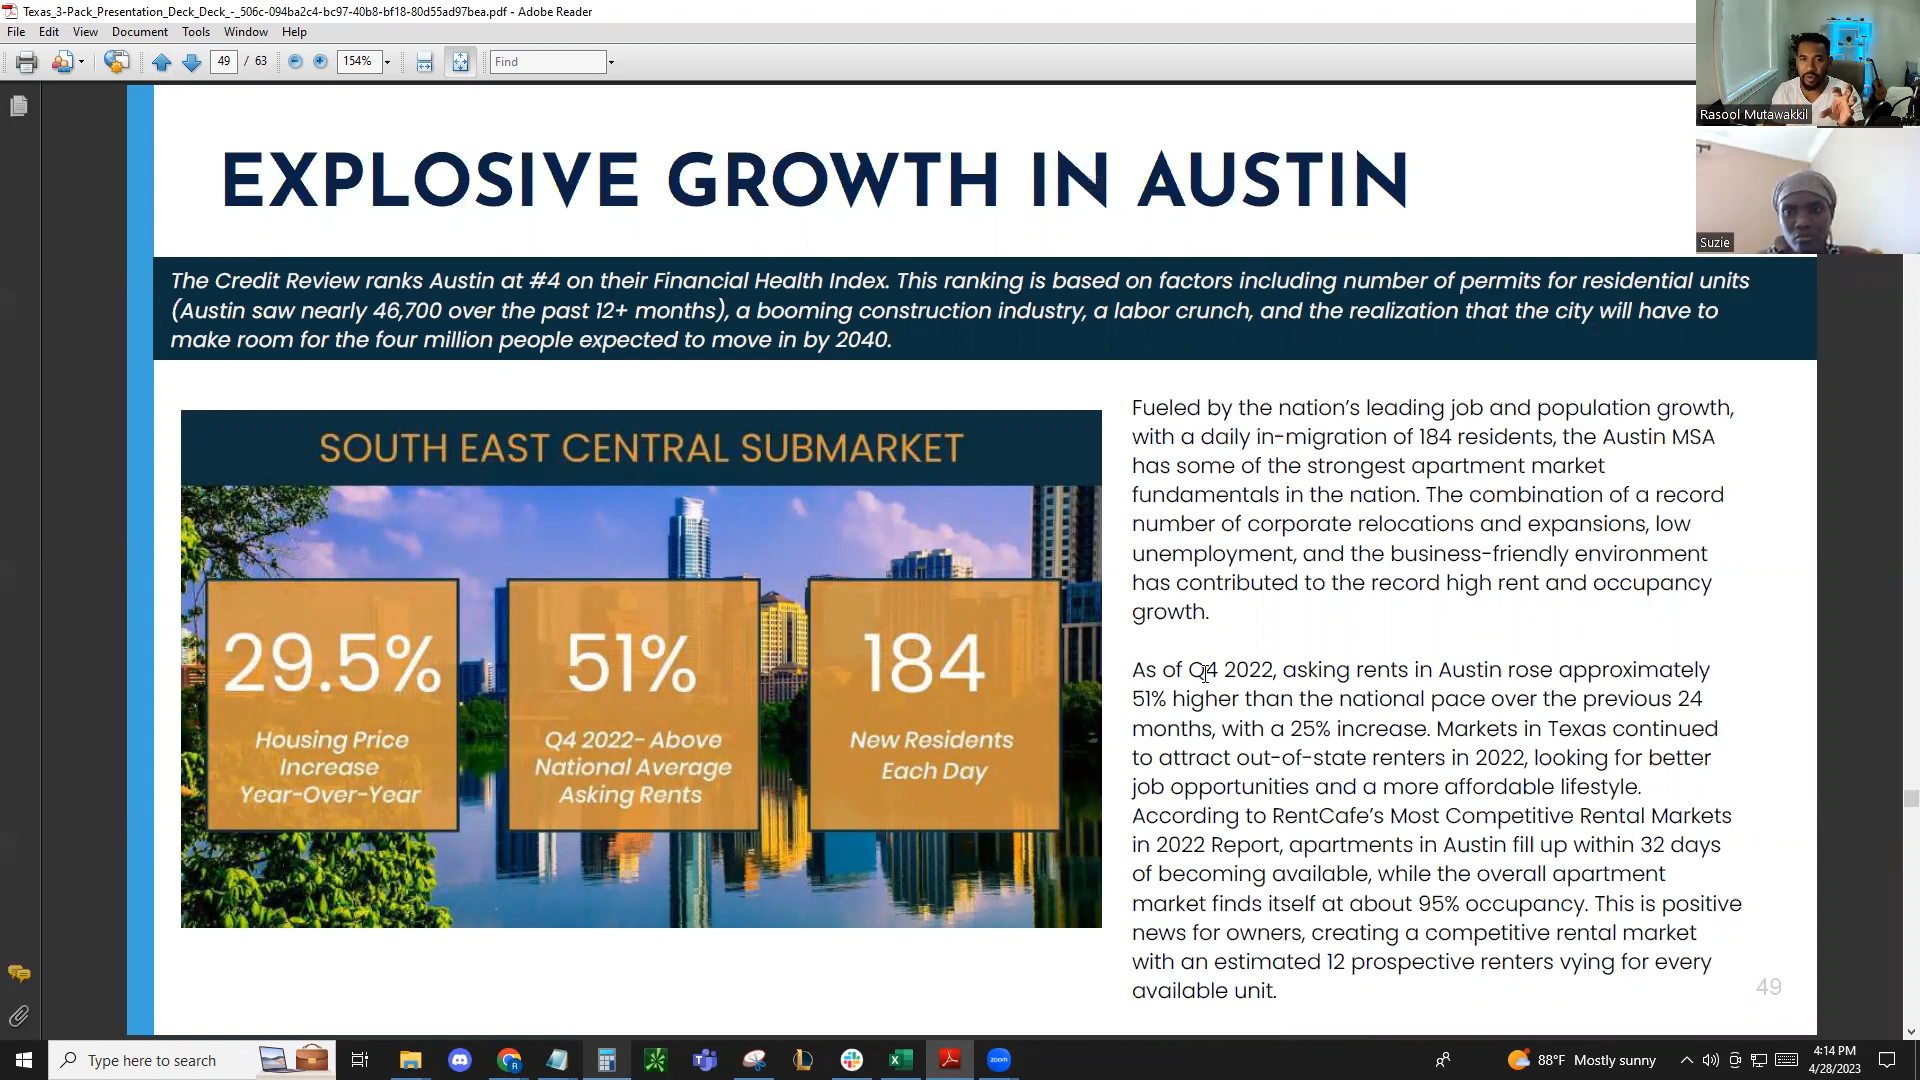 Texas_3-Pack_Presentation_Deck_Deck_-_506c-094ba2c4-bc97-40b8-bf18-80d55ad97bea.pdf - Adobe Reader
File Edit View Document Tools Window Help
49 / 63 154% Find
Rasool Mutawakkil
Suzie
EXPLOSIVE GROWTH IN AUSTIN
The Credit Review ranks Austin at #4 on their Financial Health Index. This ranking is based on factors including number of permits for residential units
(Austin saw nearly 46,700 over the past 12+ months), a booming construction industry, a labor crunch, and the realization that the city will have to
make room for the four million people expected to move in by 2040.
SOUTH EAST CENTRAL SUBMARKET
29.5%
Housing Price
Increase
Year-Over-Year
51%
Q4 2022- Above
National Average
Asking Rents
184
New Residents
Each Day
Fueled by the nation's leading job and population growth,
with a daily in-migration of 184 residents, the Austin MSA
has some of the strongest apartment market
fundamentals in the nation. The combination of a record
number of corporate relocations and expansions, low
unemployment, and the business-friendly environment
has contributed to the record high rent and occupancy
growth.
As of Q4 2022, asking rents in Austin rose approximately
51% higher than the national pace over the previous 24
months, with a 25% increase. Markets in Texas continued
to attract out-of-state renters in 2022, looking for better
job opportunities and a more affordable lifestyle.
According to RentCafe's Most Competitive Rental Markets
in 2022 Report, apartments in Austin fill up within 32 days
of becoming available, while the overall apartment
market finds itself at about 95% occupancy. This is positive
news for owners, creating a competitive rental market
with an estimated 12 prospective renters vying for every
available unit.
49
Type here to search
zoom
88°F Mostly sunny
4:14 PM
4/28/2023